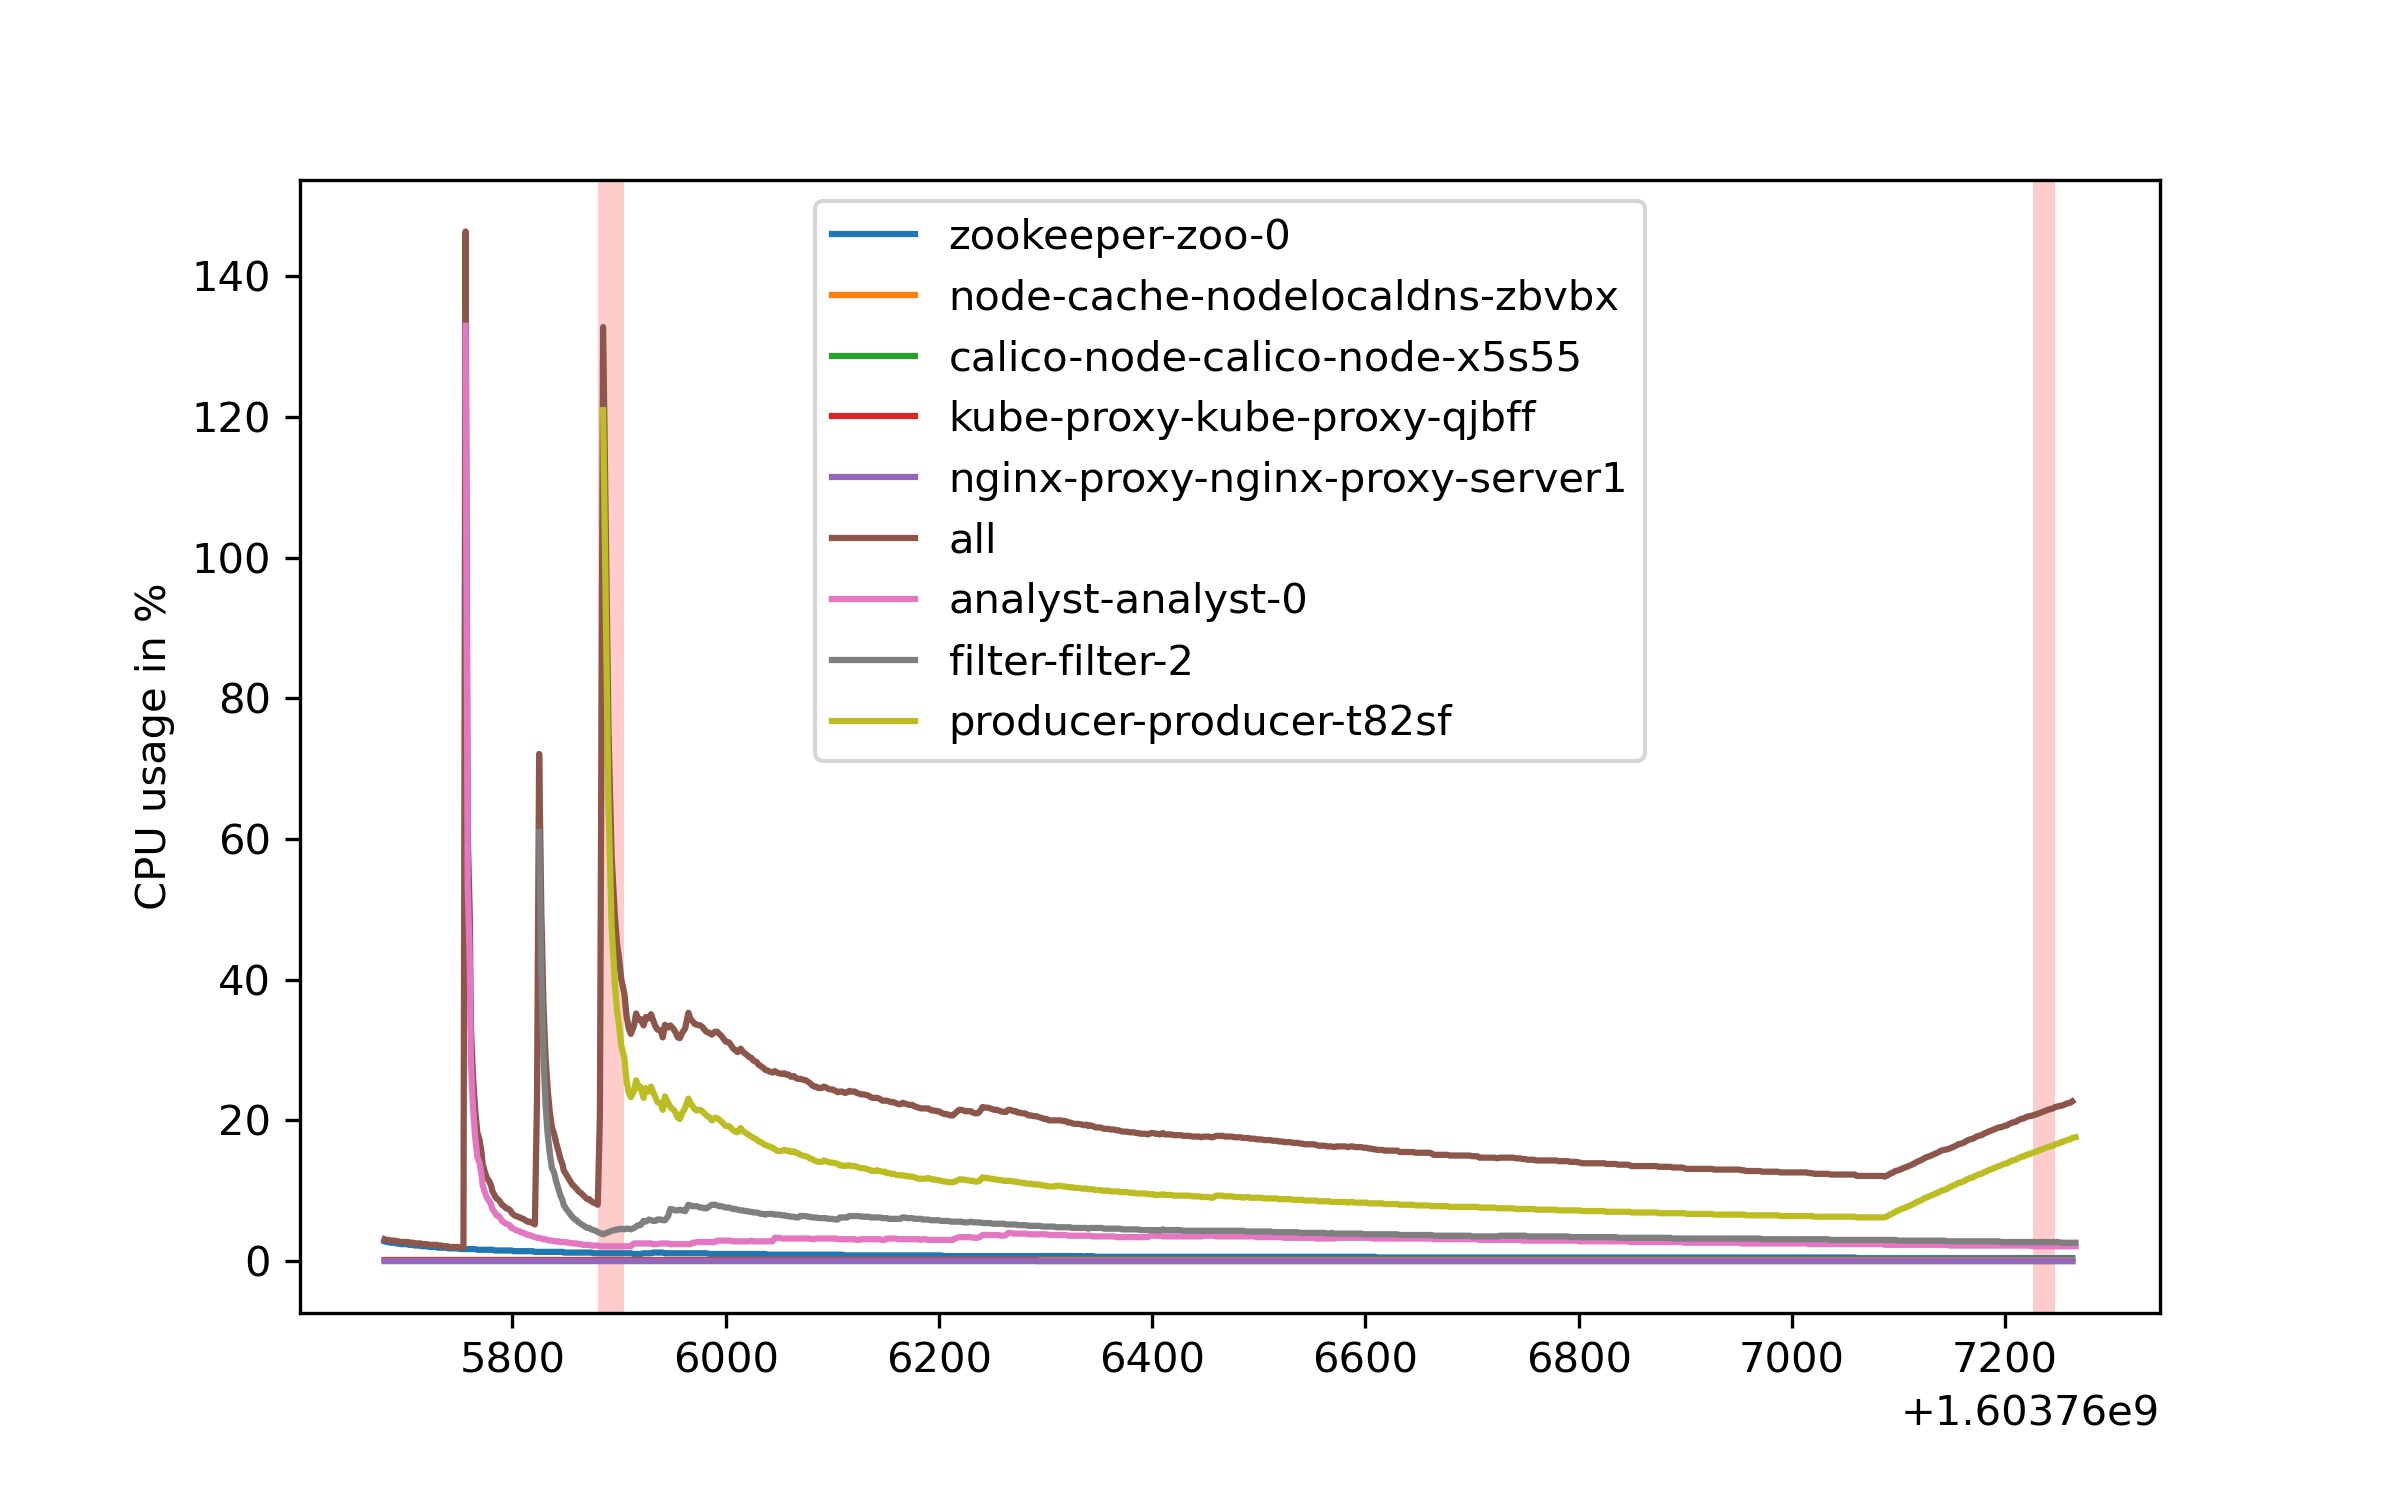 CPU usage in %
140
120
100
80
60
40
20
0
zookeeper-zoo-0
node-cache-nodelocaldns-zbvbx
calico-node-calico-node-x5s55
kube-proxy-kube-proxy-qjbff
nginx-proxy-nginx-proxy-server1
all
analyst-analyst-0
filter-filter-2
producer-producer-t82sf
5800 6000 6200 6400 6600 6800 7000 7200
+1.60376e9